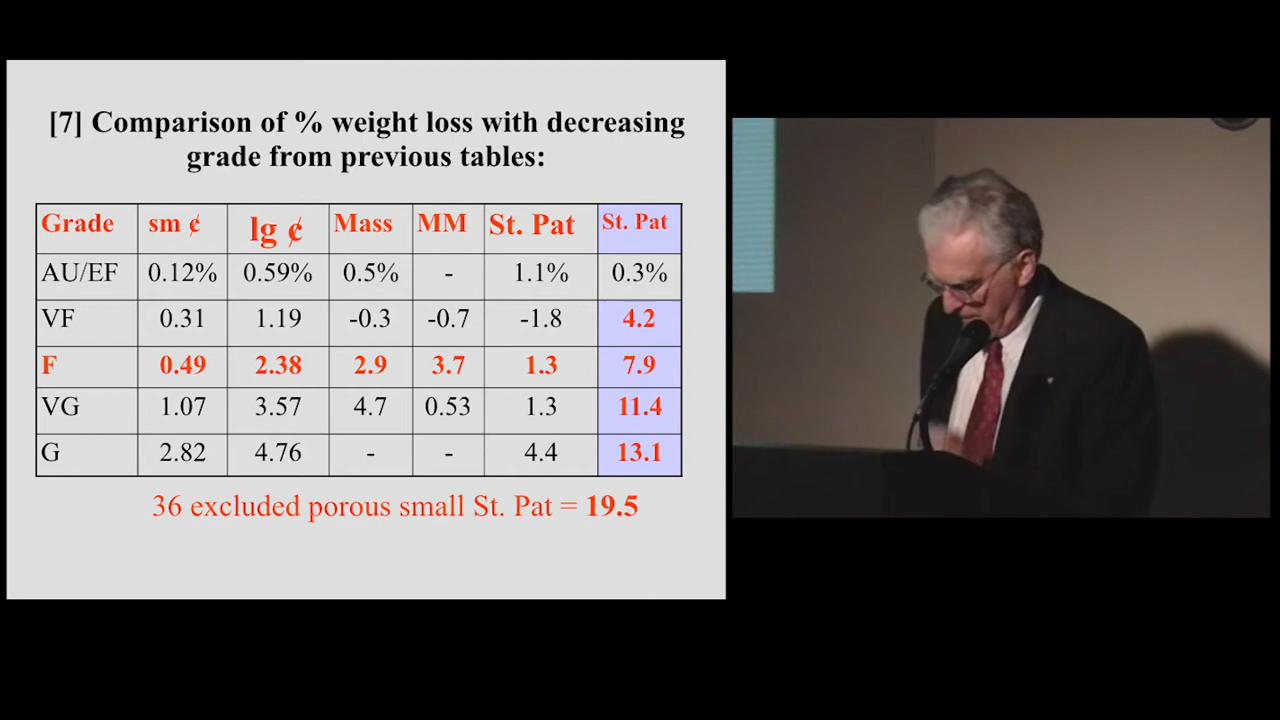 [7] Comparison of % weight loss with decreasing
grade from previous tables:
Grade sm ¢ lg ¢ Mass MM St. Pat St. Pat
AU/EF 0.12% 0.59% 0.5% - 1.1% 0.3%
VF 0.31 1.19 -0.3 -0.7 -1.8 4.2
F 0.49 2.38 2.9 3.7 1.3 7.9
VG 1.07 3.57 4.7 0.53 1.3 11.4
G 2.82 4.76 - - 4.4 13.1
36 excluded porous small St. Pat = 19.5